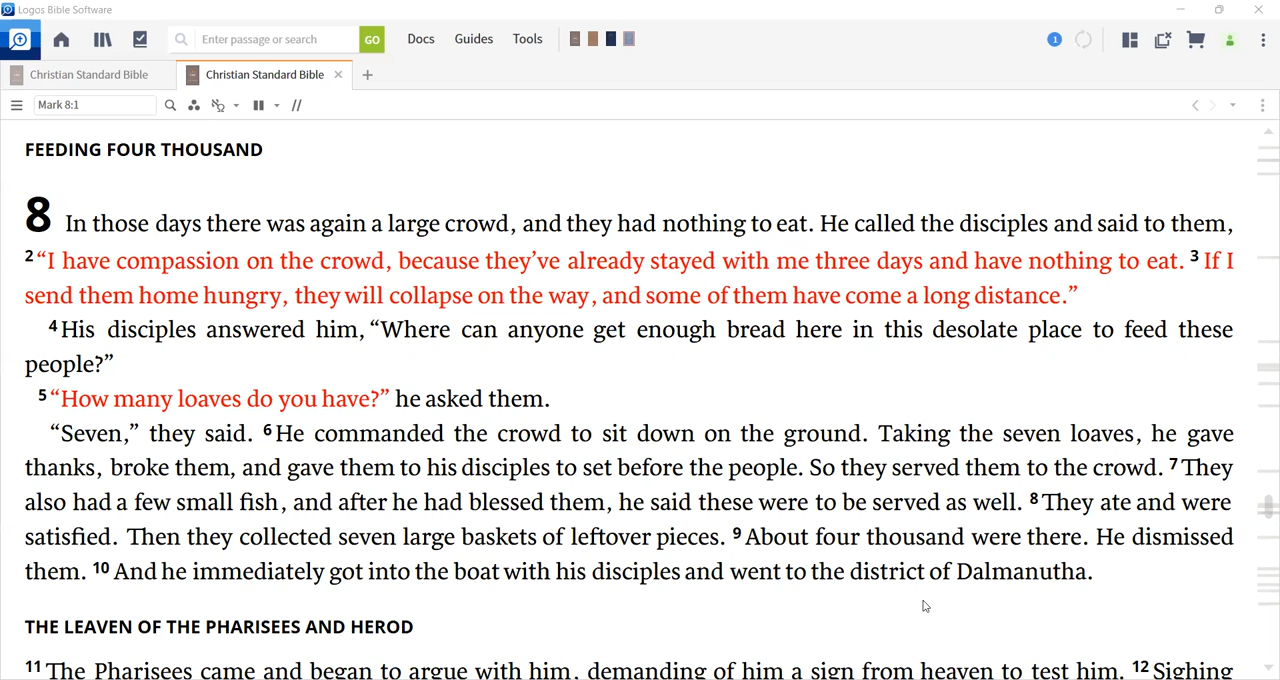 Logos Bible Software
Enter passage or search
GO
Docs
Guides
Tools
1
Christian Standard Bible
Christian Standard Bible
Mark 8:1
FEEDING FOUR THOUSAND
8 In those days there was again a large crowd, and they had nothing to eat. He called the disciples and said to them,
2 “I have compassion on the crowd, because they’ve already stayed with me three days and have nothing to eat. 3 If I
send them home hungry, they will collapse on the way, and some of them have come a long distance.”
4 His disciples answered him, “Where can anyone get enough bread here in this desolate place to feed these
people?”
5 “How many loaves do you have?” he asked them.
“Seven,” they said. 6 He commanded the crowd to sit down on the ground. Taking the seven loaves, he gave
thanks, broke them, and gave them to his disciples to set before the people. So they served them to the crowd. 7 They
also had a few small fish, and after he had blessed them, he said these were to be served as well. 8 They ate and were
satisfied. Then they collected seven large baskets of leftover pieces. 9 About four thousand were there. He dismissed
them. 10 And he immediately got into the boat with his disciples and went to the district of Dalmanutha.
THE LEAVEN OF THE PHARISEES AND HEROD
11 The Pharisees came and began to argue with him, demanding of him a sign from heaven to test him. 12 Sighing